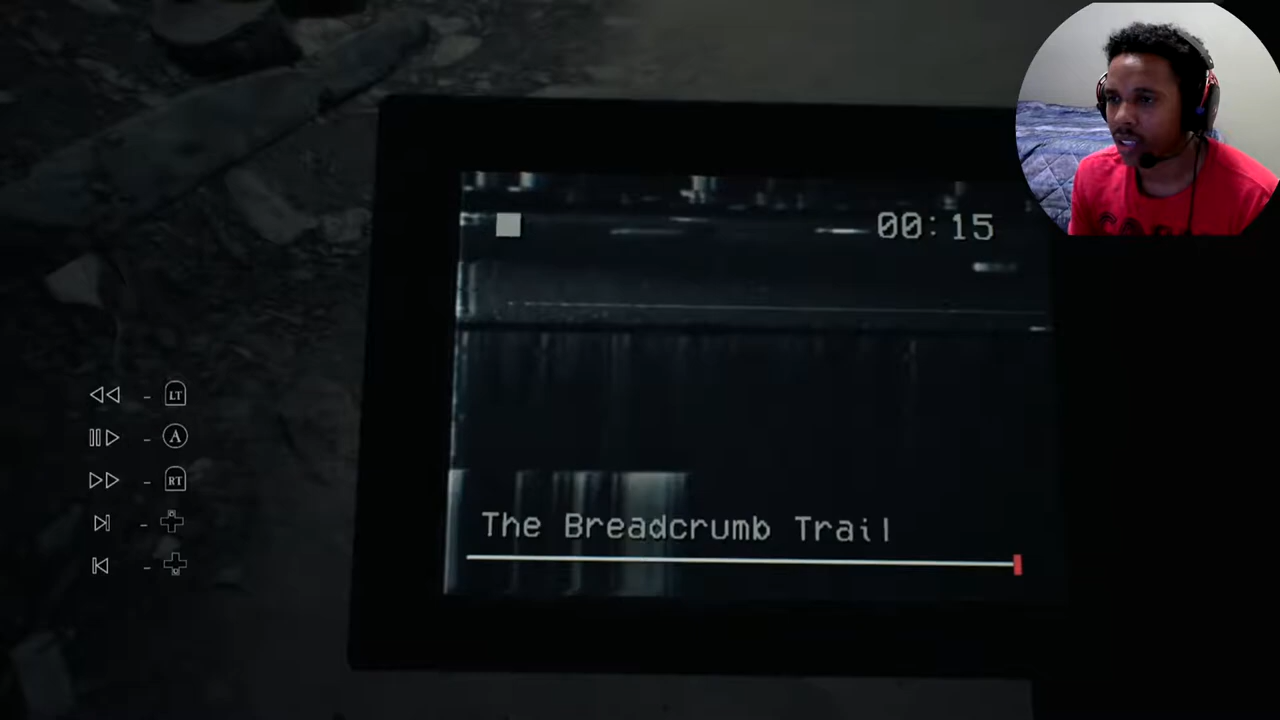 00:15
- LT
- A
- RT
-
-
The Breadcrumb Trail